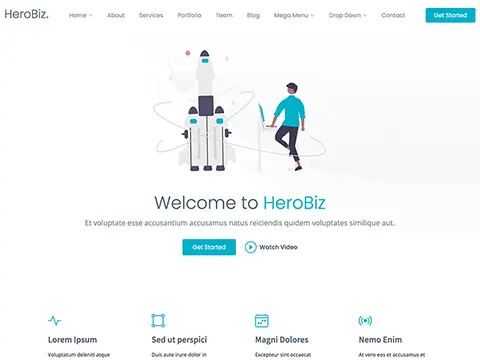 HeroBiz.
Home About Services Portfolio Team Blog Mega Menu Drop Down Contact Get Started
Welcome to HeroBiz
Et voluptate esse accusantium accusamus natus reiciendis quidem voluptates similique aut.
Get Started Watch Video
Lorem Ipsum Sed ut perspici Magni Dolores Nemo Enim
Voluptatum deleniti atque Duis aute irure dolor in Excepteur sint occaecat At vero eos et accusamus et